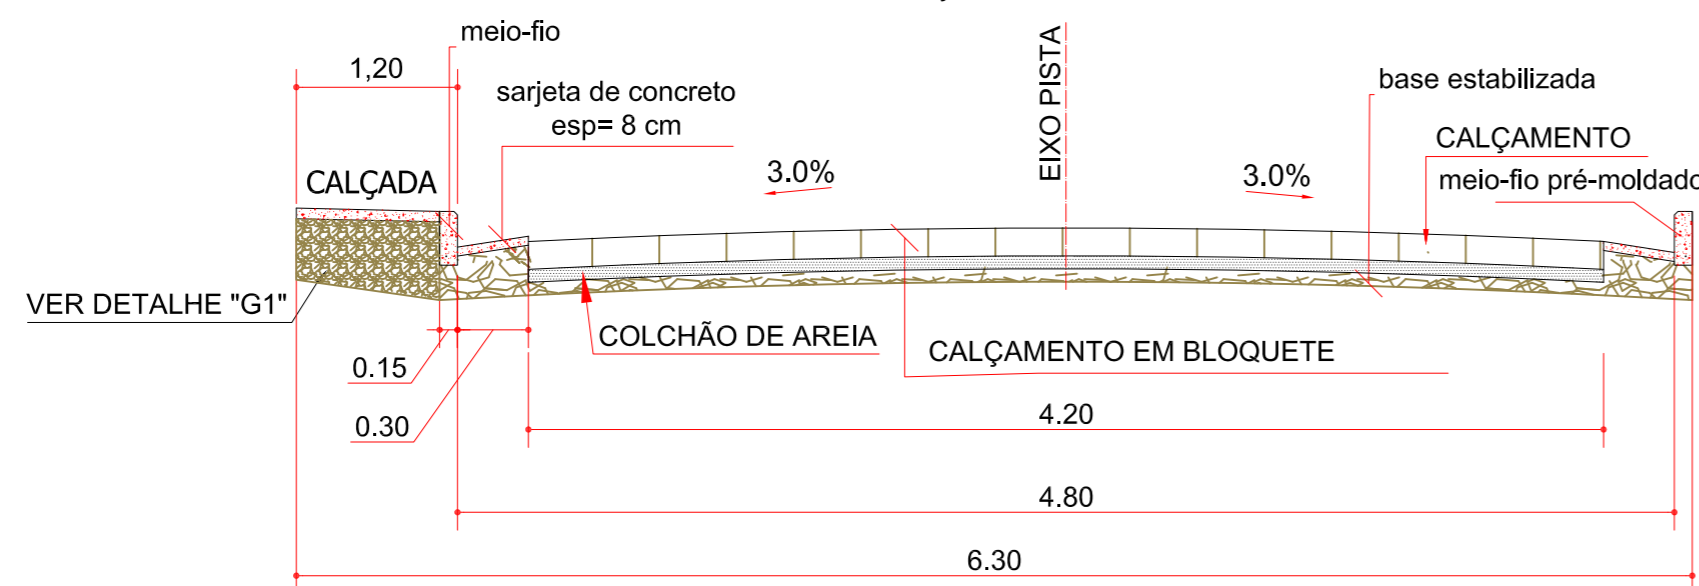 meio-fio
1,20
sarjeta de concreto
esp= 8 cm
EIXO PISTA
base estabilizada
CALÇAMENTO
3.0%
3.0%
CALÇADA
meio-fio pré-moldado
VER DETALHE "G1"
COLCHÃO DE AREIA
CALÇAMENTO EM BLOQUETE
0.15
0.30
4.20
4.80
6.30